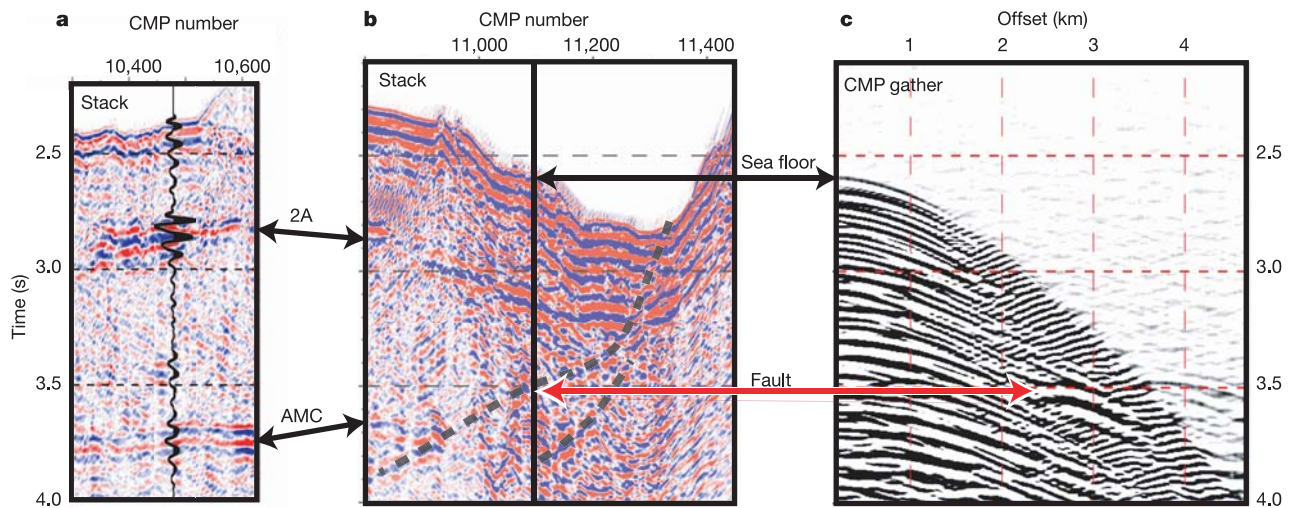 a
CMP number
10,400 10,600
Stack
Time (s)
2.5
3.0
3.5
4.0
2A
AMC
b
CMP number
11,000 11,200 11,400
Stack
Sea floor
Fault
c
Offset (km)
1 2 3 4
CMP gather
2.5
3.0
3.5
4.0